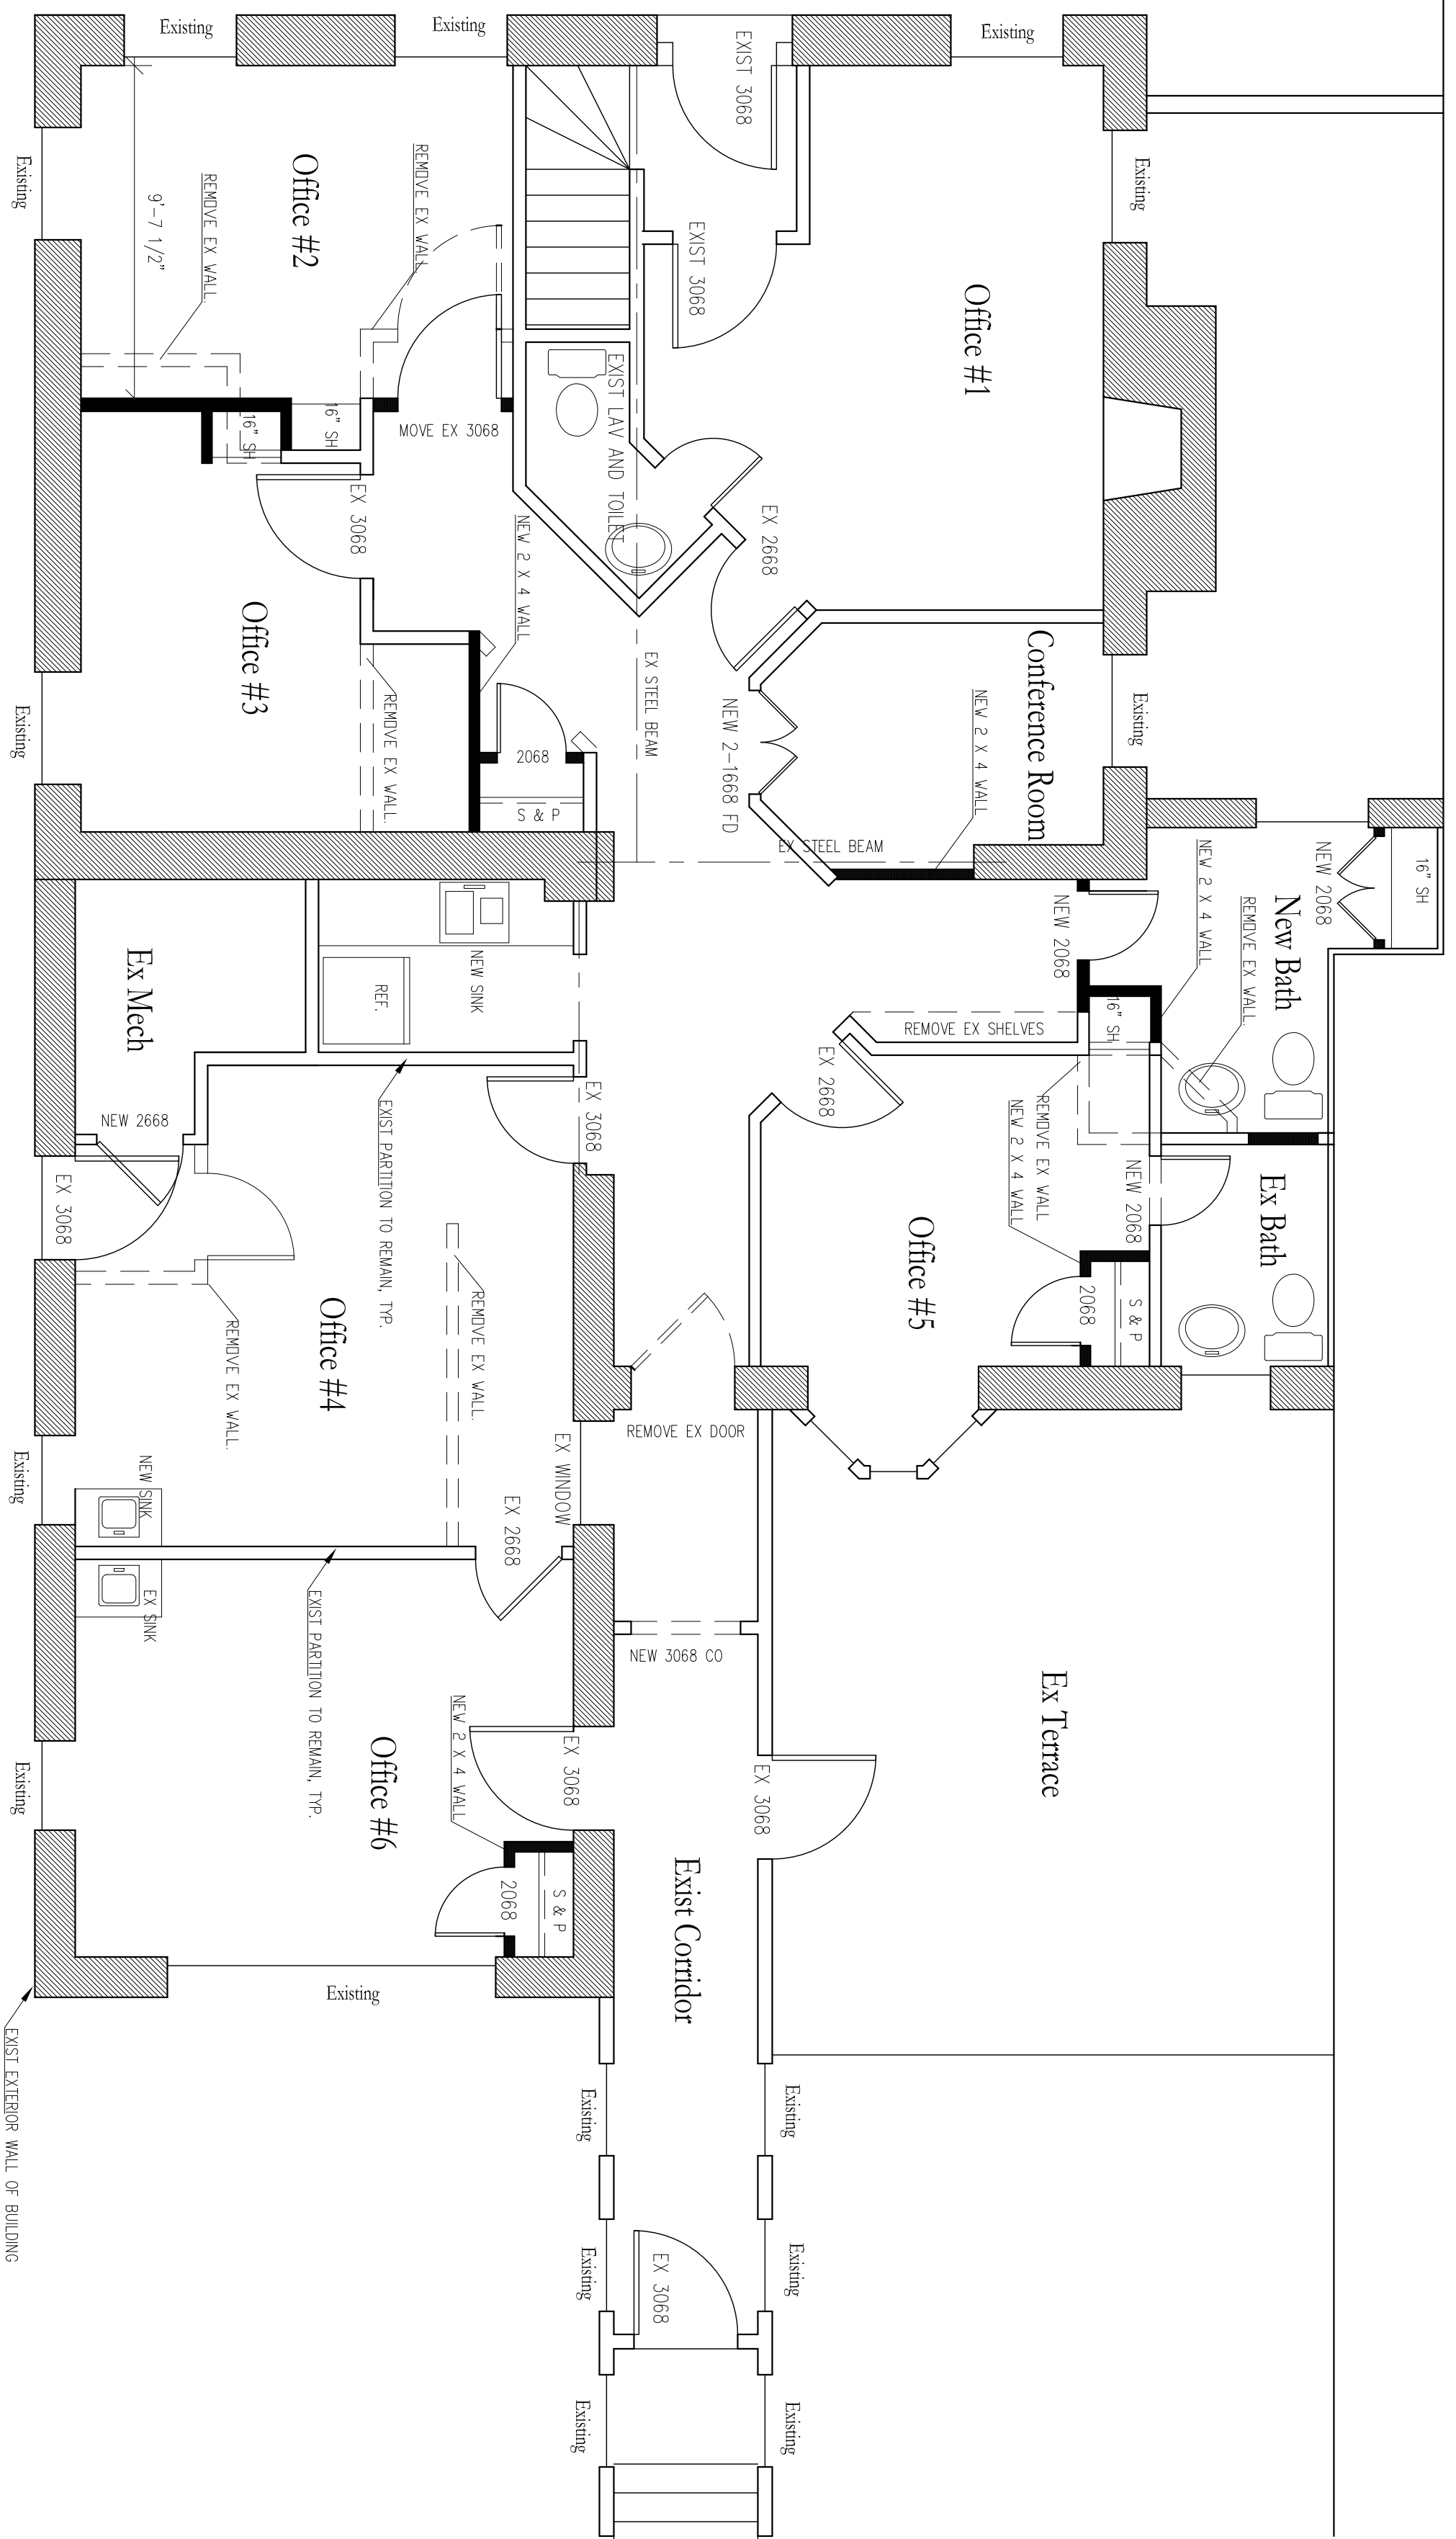 Existing
Existing
EXIST 3068
Existing
Existing
Existing
Office #2
REMOVE EX WALL
REMOVE EX WALL.
9'-7 1/2"
EXIST 3068
Office #1
16" SH
16" SH
MOVE EX 3068
EXIST LAV AND TOILET
EX 3068
EX 2668
NEW 2 X 4 WALL
Office #3
REMOVE EX WALL.
EX STEEL BEAM
Conference Room
NEW 2 X 4 WALL
NEW 2-1668 FD
Existing
Existing
2068
S & P
EX STEEL BEAM
16" SH
NEW 2068
New Bath
NEW 2 X 4 WALL
REMOVE EX WALL.
NEW 2068
Ex Mech
NEW SINK
REF.
REMOVE EX SHELVES
16" SH
EX 2668
EX 3068
NEW 2668
EXIST PARTITION TO REMAIN, TYP.
REMOVE EX WALL
NEW 2 X 4 WALL
NEW 2068
Ex Bath
EX 3068
Office #5
2068
S & P
REMOVE EX WALL.
REMOVE EX WALL.
Office #4
REMOVE EX DOOR
EX WINDOW
Existing
NEW SINK
EX 2668
EX SINK
EXIST PARTITION TO REMAIN, TYP.
NEW 3068 CO
Ex Terrace
NEW 2 X 4 WALL
Office #6
EX 3068
EX 3068
Existing
2068
S & P
Exist Corridor
Existing
EXIST EXTERIOR WALL OF BUILDING
Existing
Existing
Existing
Existing
EX 3068
Existing
Existing